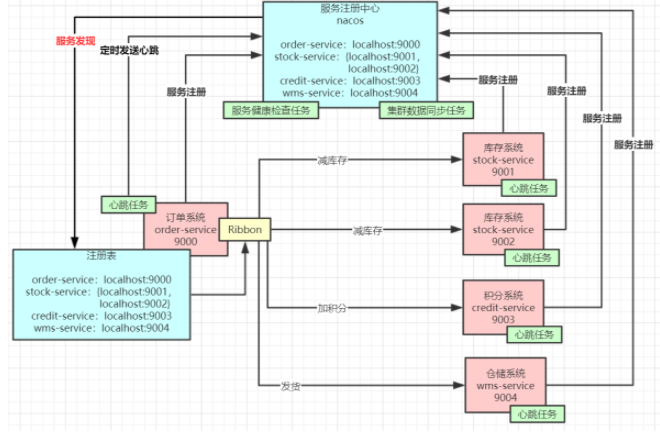 服务注册中心
nacos
order-service：localhost:9000
stock-service：{localhost:9001,
localhost:9002}
credit-service：localhost:9003
wms-service：localhost:9004
服务健康检查任务
集群数据同步任务
服务发现
定时发送心跳
服务注册
服务注册
服务注册
服务注册
服务注册
心跳任务
订单系统
order-service
9000
Ribbon
注册表
order-service：localhost:9000
stock-service：{localhost:9001,
localhost:9002}
credit-service：localhost:9003
wms-service：localhost:9004
减库存
库存系统
stock-service
9001
心跳任务
减库存
库存系统
stock-service
9002
心跳任务
加积分
积分系统
credit-service
9003
心跳任务
发货
仓储系统
wms-service
9004
心跳任务